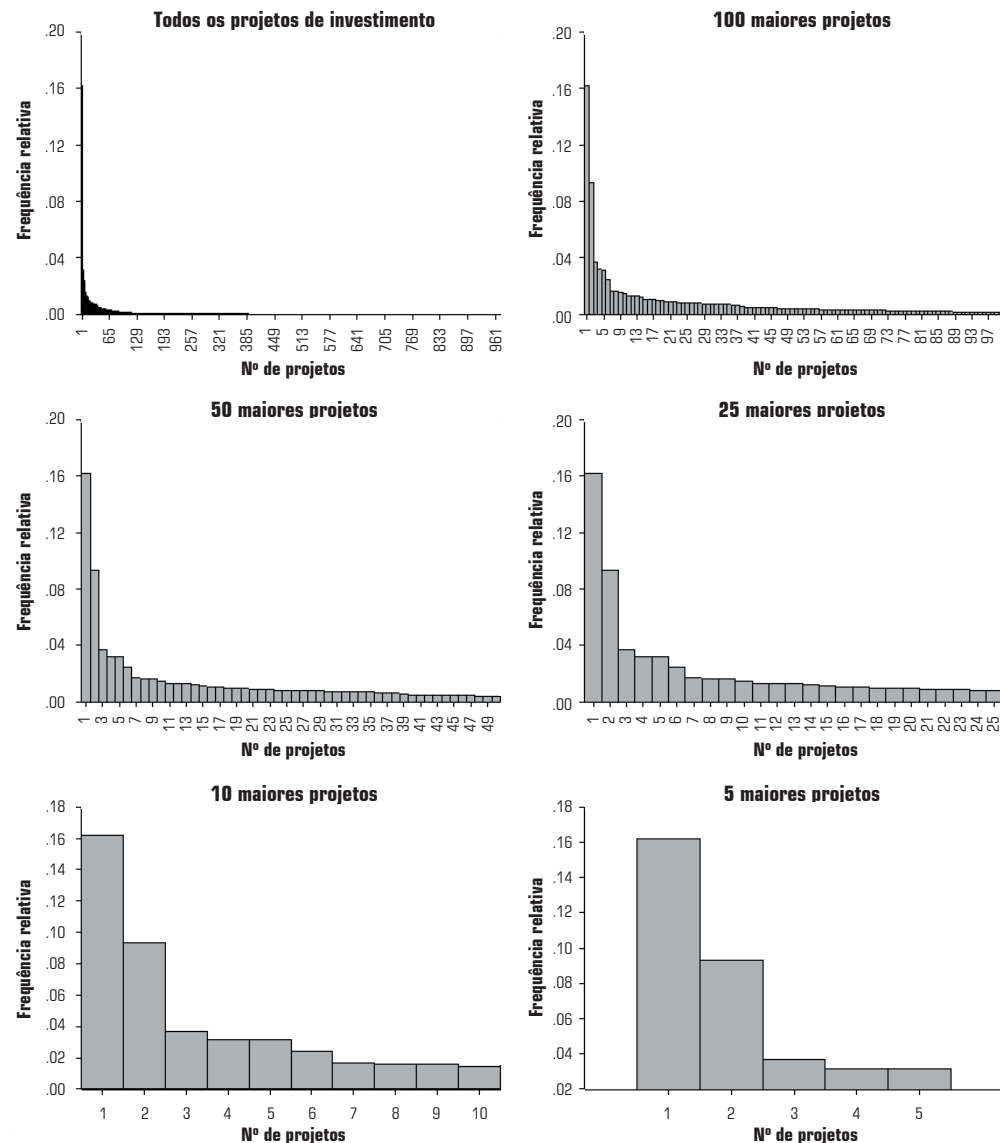 Todos os projetos de investimento
.20
.16
.12
.08
.04
.00
Frequência relativa
1 65 129 193 257 321 385 449 513 577 641 705 769 833 897 961
Nº de projetos
100 maiores projetos
.20
.16
.12
.08
.04
.00
Frequência relativa
1 5 9 13 17 21 25 29 33 37 41 45 49 53 57 61 65 69 73 77 81 85 89 93 97
Nº de projetos
50 maiores projetos
.20
.16
.12
.08
.04
.00
Frequência relativa
1 3 5 7 9 11 13 15 17 19 21 23 25 27 29 31 33 35 37 39 41 43 45 47 49
Nº de projetos
25 maiores projetos
.20
.16
.12
.08
.04
.00
Frequência relativa
1 2 3 4 5 6 7 8 9 10 11 12 13 14 15 16 17 18 19 20 21 22 23 24 25
Nº de projetos
10 maiores projetos
.18
.16
.14
.12
.10
.08
.06
.04
.02
.00
Frequência relativa
1 2 3 4 5 6 7 8 9 10
Nº de projetos
5 maiores projetos
.18
.16
.14
.12
.10
.08
.06
.04
.02
Frequência relativa
1 2 3 4 5
Nº de projetos